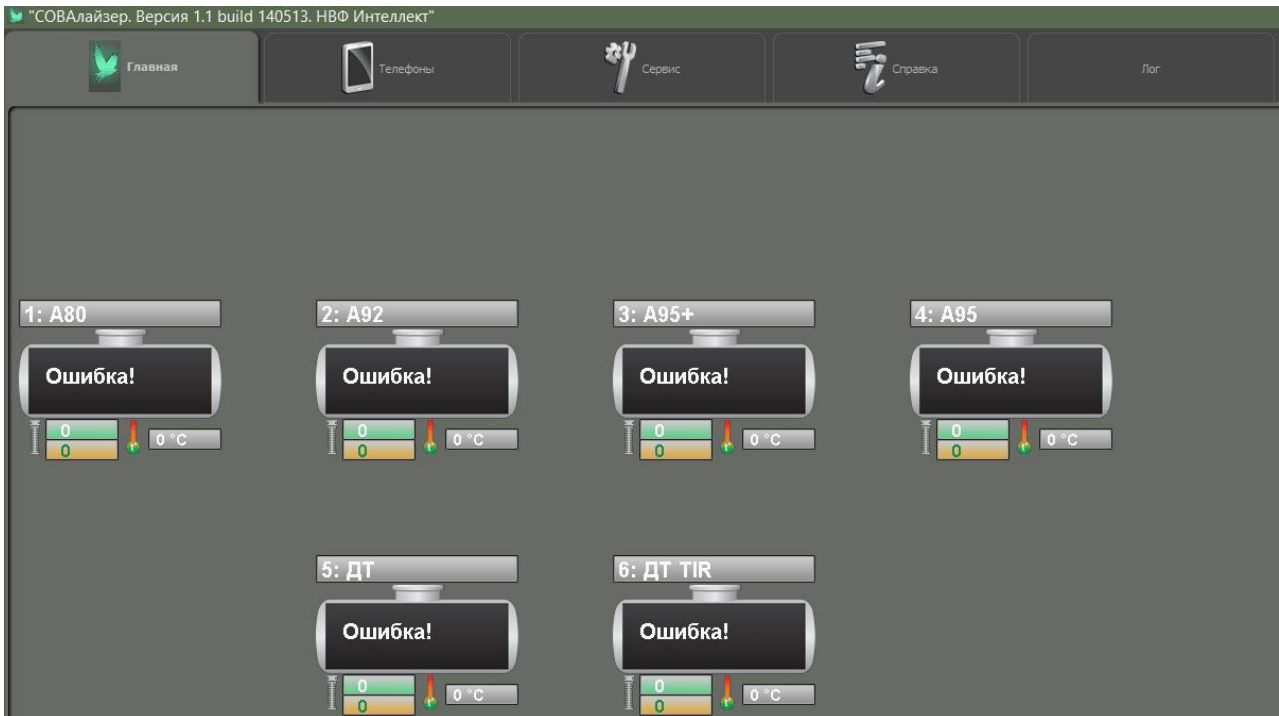 "СОВАлайзер. Версия 1.1 build 140513. НВФ Интеллект"
Главная
Телефоны
Сервис
Справка
Лог
1: А80
2: А92
3: А95+
4: А95
Ошибка!
Ошибка!
Ошибка!
Ошибка!
0
0
0 °C
0
0
0 °C
0
0
0 °C
0
0
0 °C
5: ДТ
6: ДТ TIR
Ошибка!
Ошибка!
0
0
0 °C
0
0
0 °C